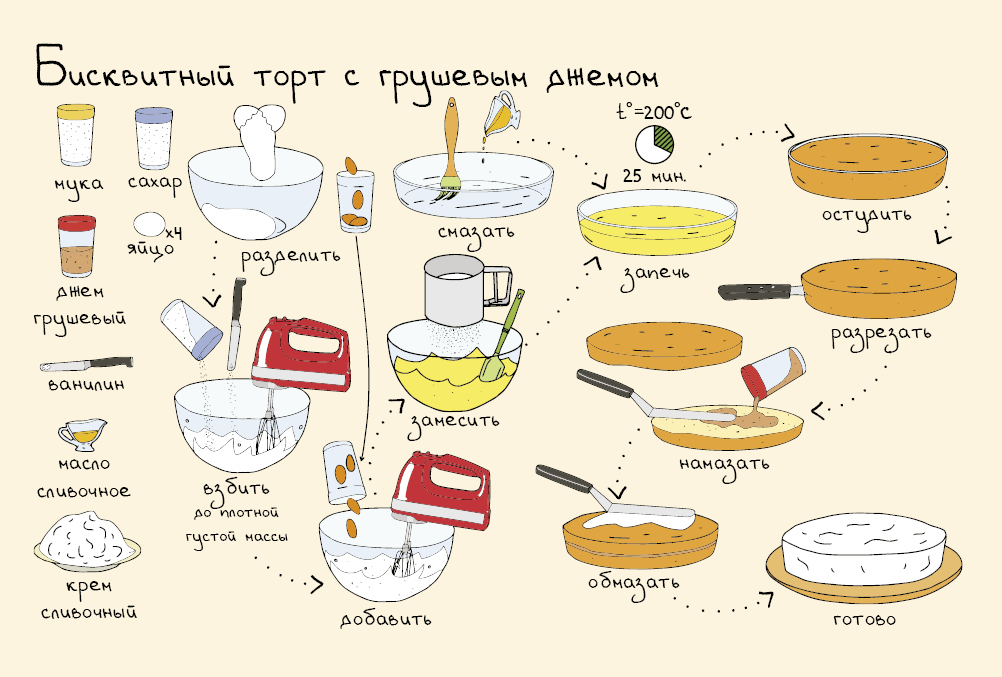 Бисквитный торт с грушевым джемом
мука
сахар
джем
грушевый
х4
яйцо
ванилин
масло
сливочное
крем
сливочный
разделить
взбить
до плотной
густой массы
добавить
замесить
смазать
t°=200°C
25 мин.
запечь
остудить
разрезать
намазать
обмазать
готово